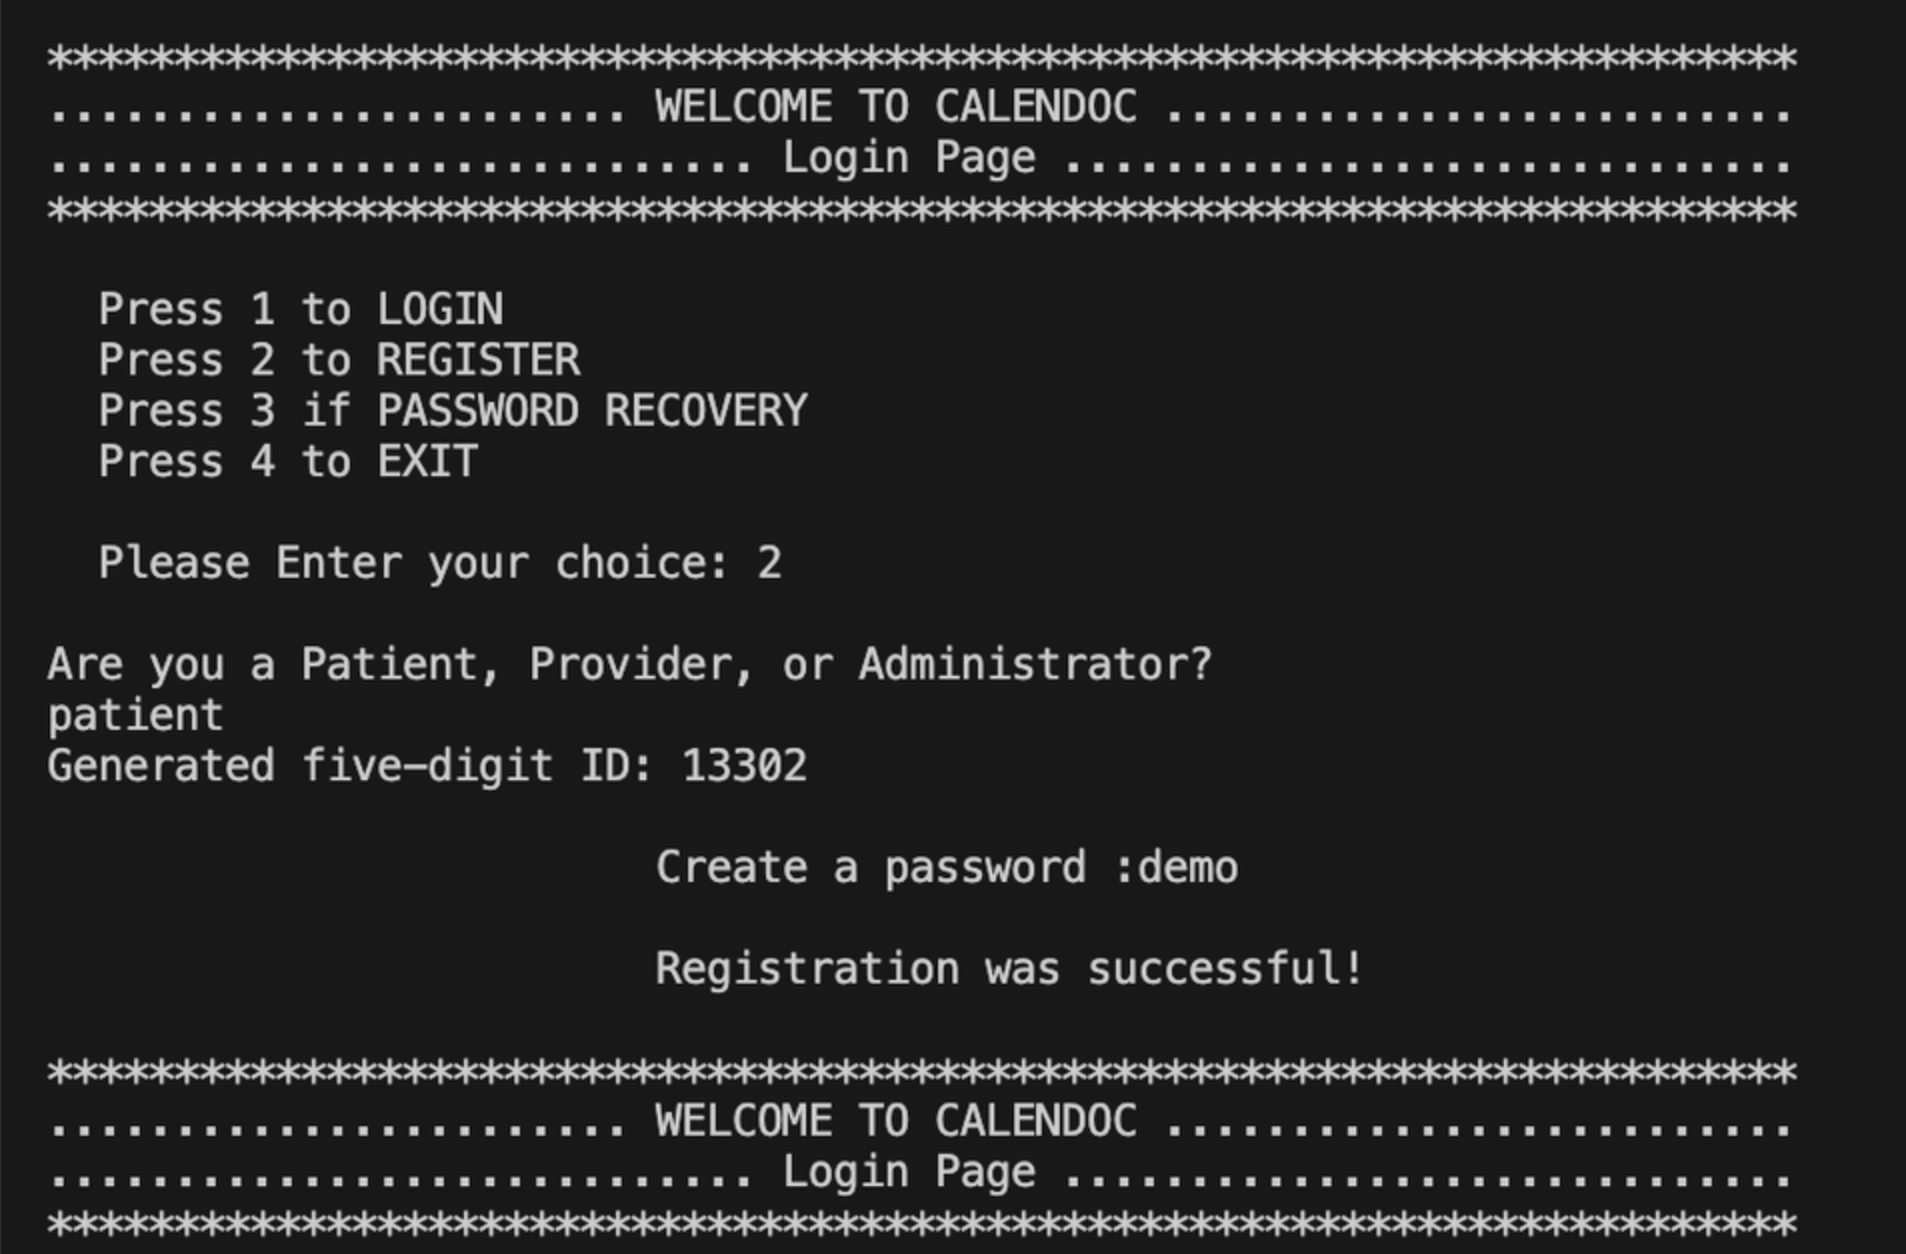 *********************************************************************
....................... WELCOME TO CALENDOC .........................
............................ Login Page .............................
*********************************************************************
Press 1 to LOGIN
Press 2 to REGISTER
Press 3 if PASSWORD RECOVERY
Press 4 to EXIT
Please Enter your choice: 2
Are you a Patient, Provider, or Administrator?
patient
Generated five-digit ID: 13302
Create a password :demo
Registration was successful!
*********************************************************************
....................... WELCOME TO CALENDOC .........................
............................ Login Page .............................
*********************************************************************